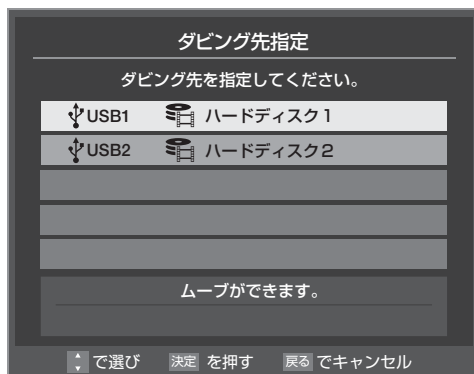 ダビング先指定
ダビング先を指定してください。
USB1 ハードディスク1
USB2 ハードディスク2
ムーブができます。
で選び 決定 を押す 戻る でキャンセル